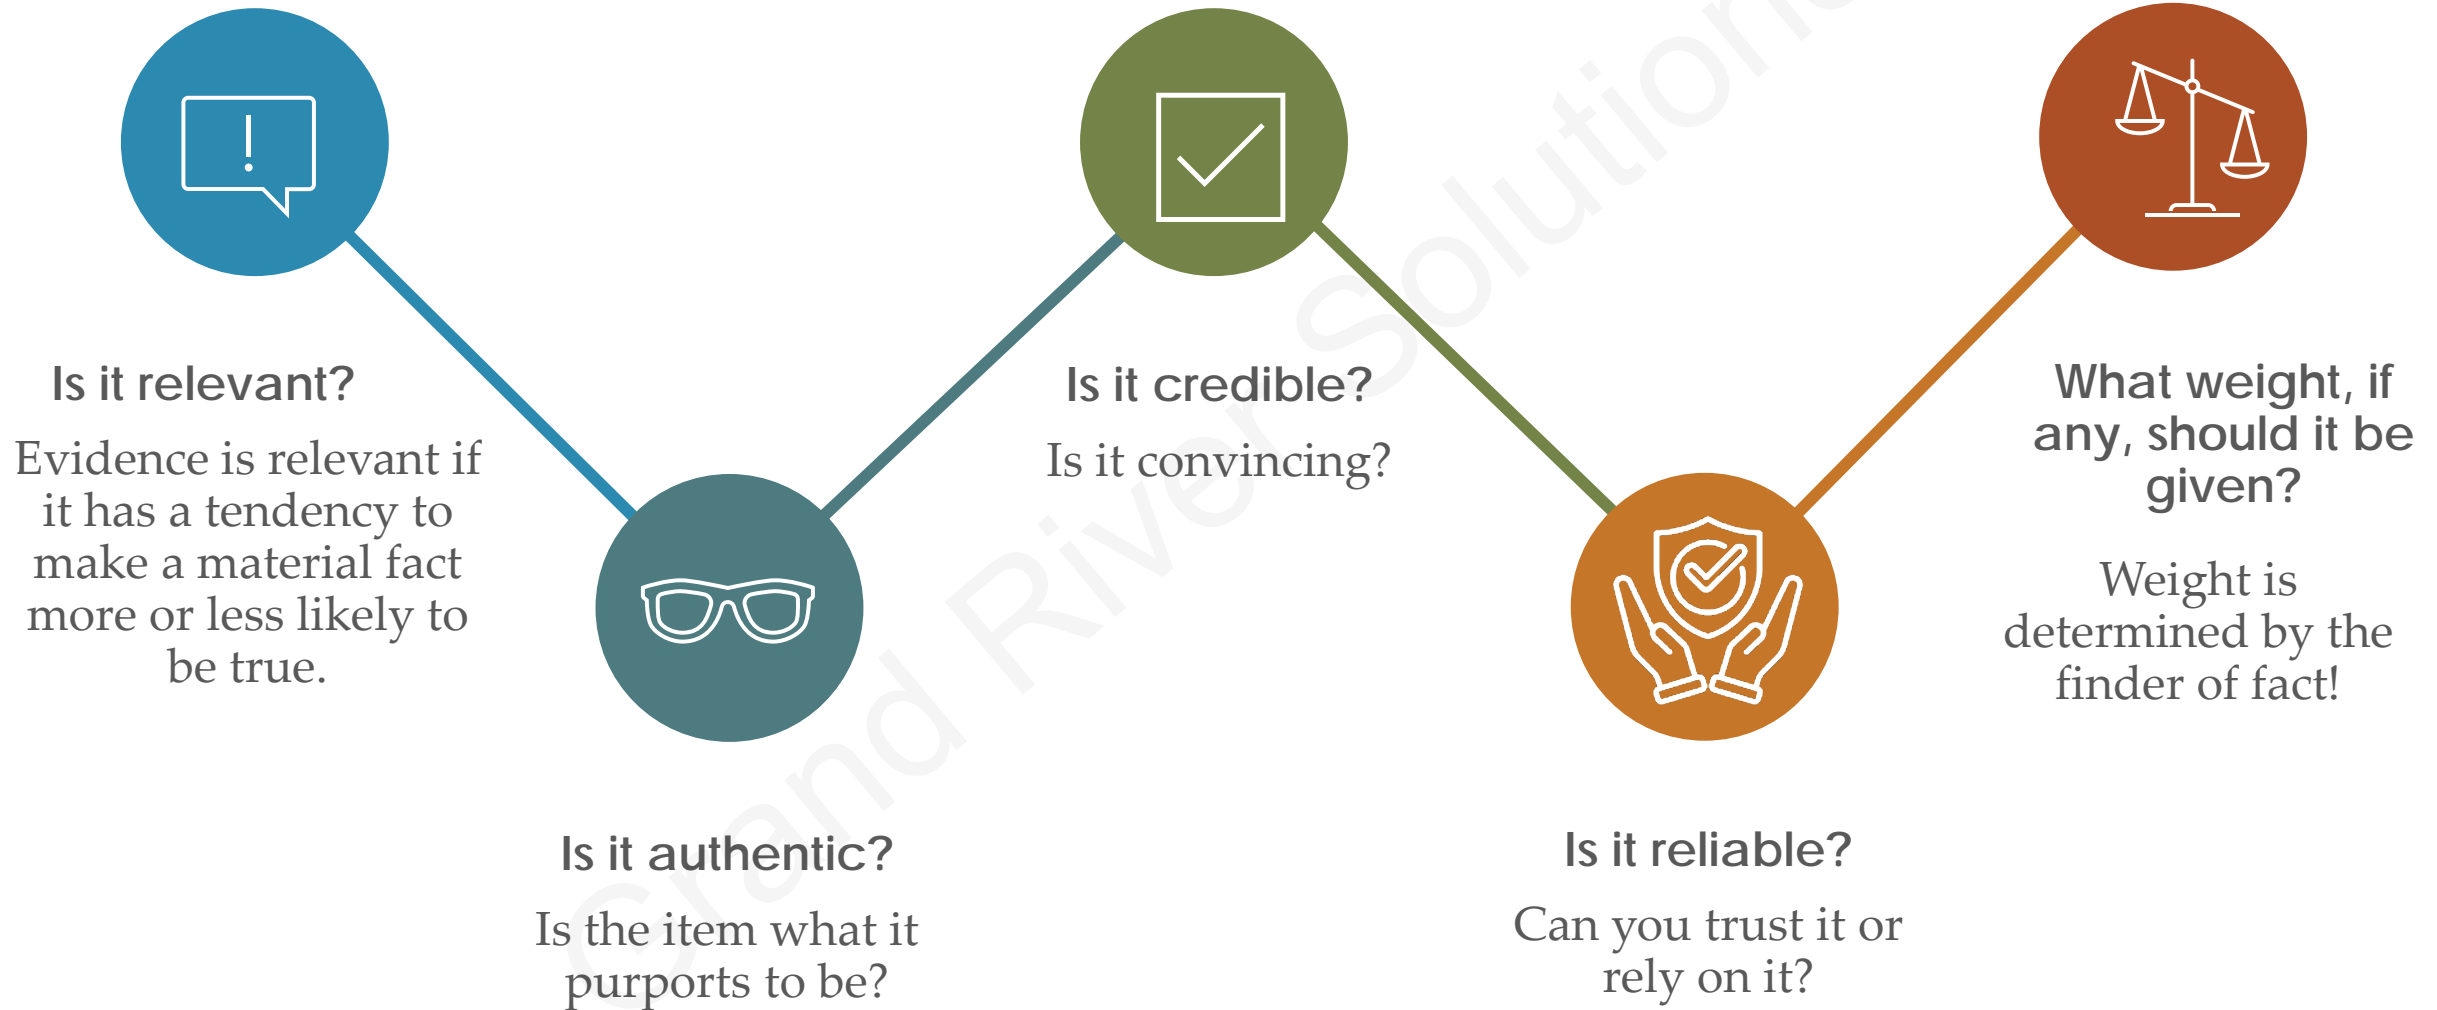 Is it relevant?
Evidence is relevant if
it has a tendency to
make a material fact
more or less likely to
be true.
Is it authentic?
Is the item what it
purports to be?
Is it credible?
Is it convincing?
Is it reliable?
Can you trust it or
rely on it?
What weight, if
any, should it be
given?
Weight is
determined by the
finder of fact!
Grand River Solution